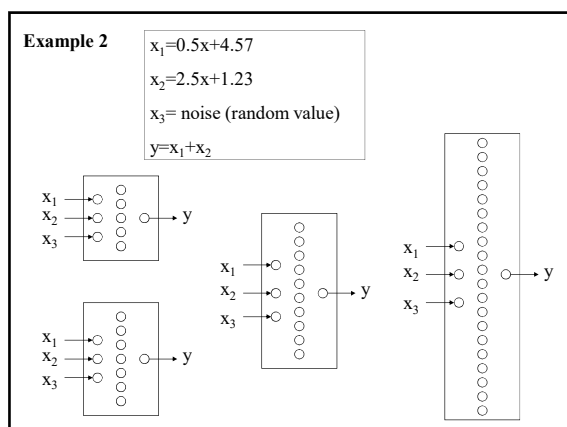 Example 2
x₁=0.5x+4.57
x₂=2.5x+1.23
x₃= noise (random value)
y=x₁+x₂
x₁
x₂
x₃
y
x₁
x₂
x₃
y
x₁
x₂
x₃
y
x₁
x₂
x₃
y